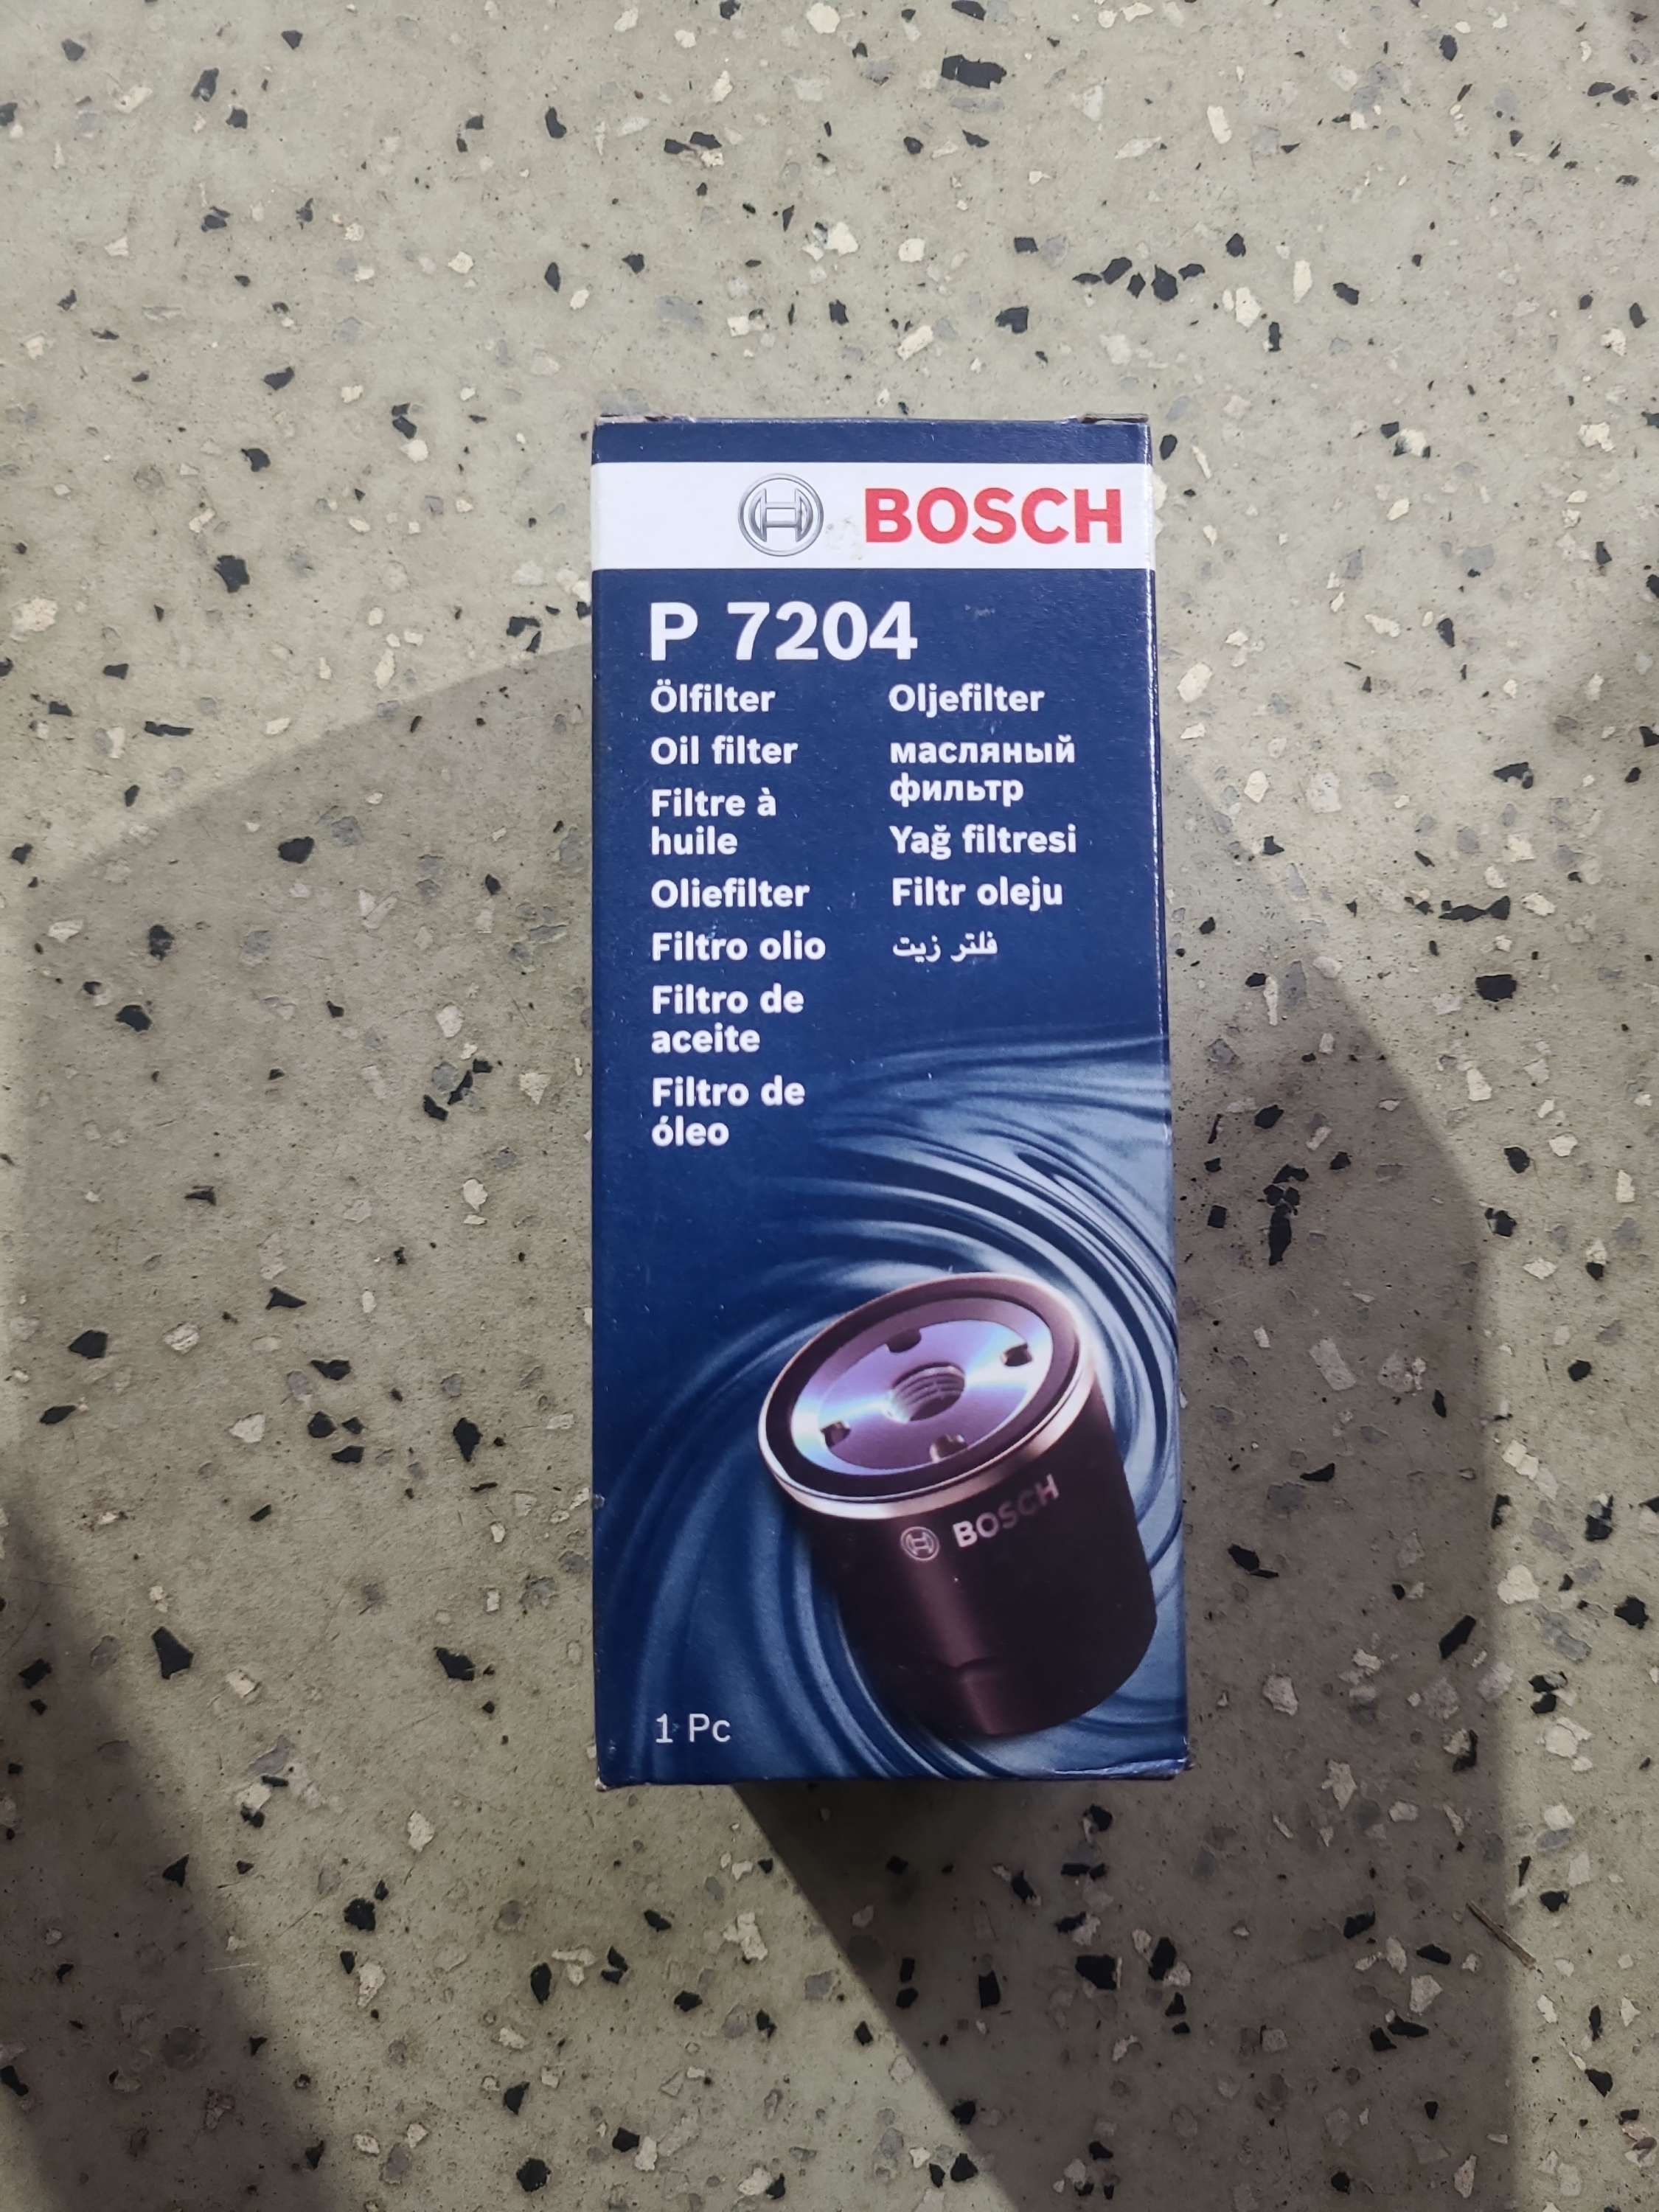 BOSCH
P 7204
Ölfilter
Oil filter
Filtre à
huile
Oliefilter
Filtro olio
Filtro de
aceite
Filtro de
óleo
Oljefilter
масляный
фильтр
Yağ filtresi
Filtr oleju
فلتر زيت
BOSCH
1 Pc